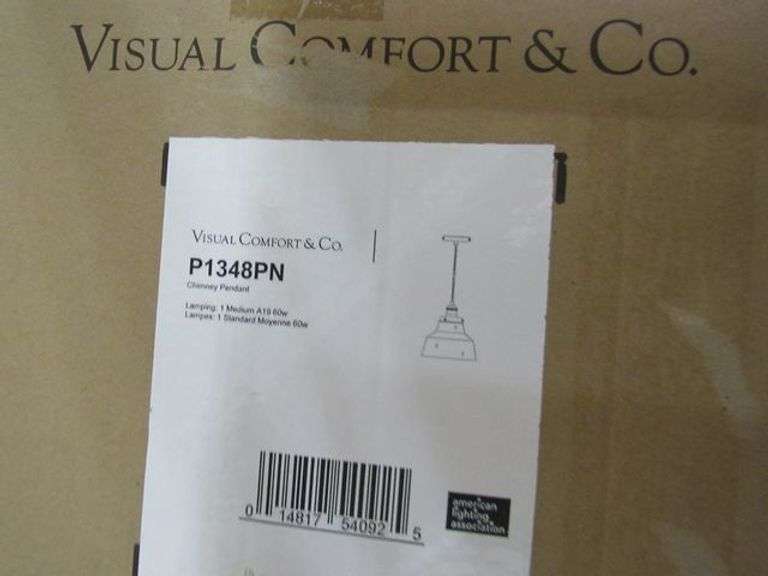 VISUAL COMFORT & CO.
VISUAL COMFORT & CO.
P1348PN
Chimney Pendant
Lamping: 1 Medium A19 60w
Lampes: 1 Standard Moyenne 60w
0 14817 54092 5
american
lighting
association